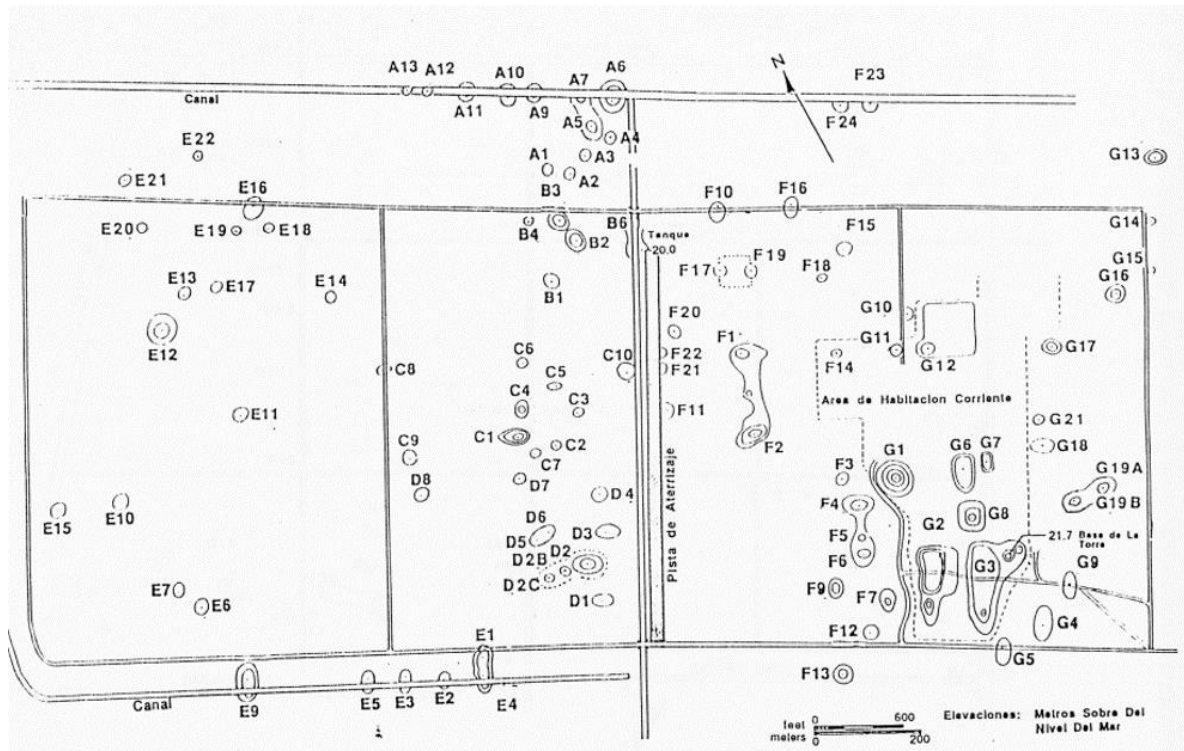 A13
A12
A10
A7
A6
N
F23
Canal
A11
A9
F24
A5
A4
E22
A1
A3
G13
E21
A2
E16
B3
F10
F16
B4
B6
G14
E20
E19
E18
B2
Tanque
F15
20.0
F17
F19
F18
G15
E13
E17
E14
B1
G16
G10
F20
E12
C6
C10
F1
F22
G11
G17
C8
C5
F21
F14
G12
C4
Area de Habitacion Corriente
E11
C3
F11
G21
C1
C9
C2
F2
G1
G6
G7
G18
C7
D8
D7
F3
G19A
D4
F4
G19B
E15
E10
D6
G2
G8
D5
D3
F5
21.7 Base de La
Torre
D2B
D2
F6
G3
Pista de Aterrizaje
D2C
G9
E7
F9
E6
D1
F7
G4
F12
E1
G5
F13
E9
E5
E3
E2
E4
Canal
feet
0
600
meters
0
200
Elevaciones: Metros Sobre Del
Nivel Del Mar